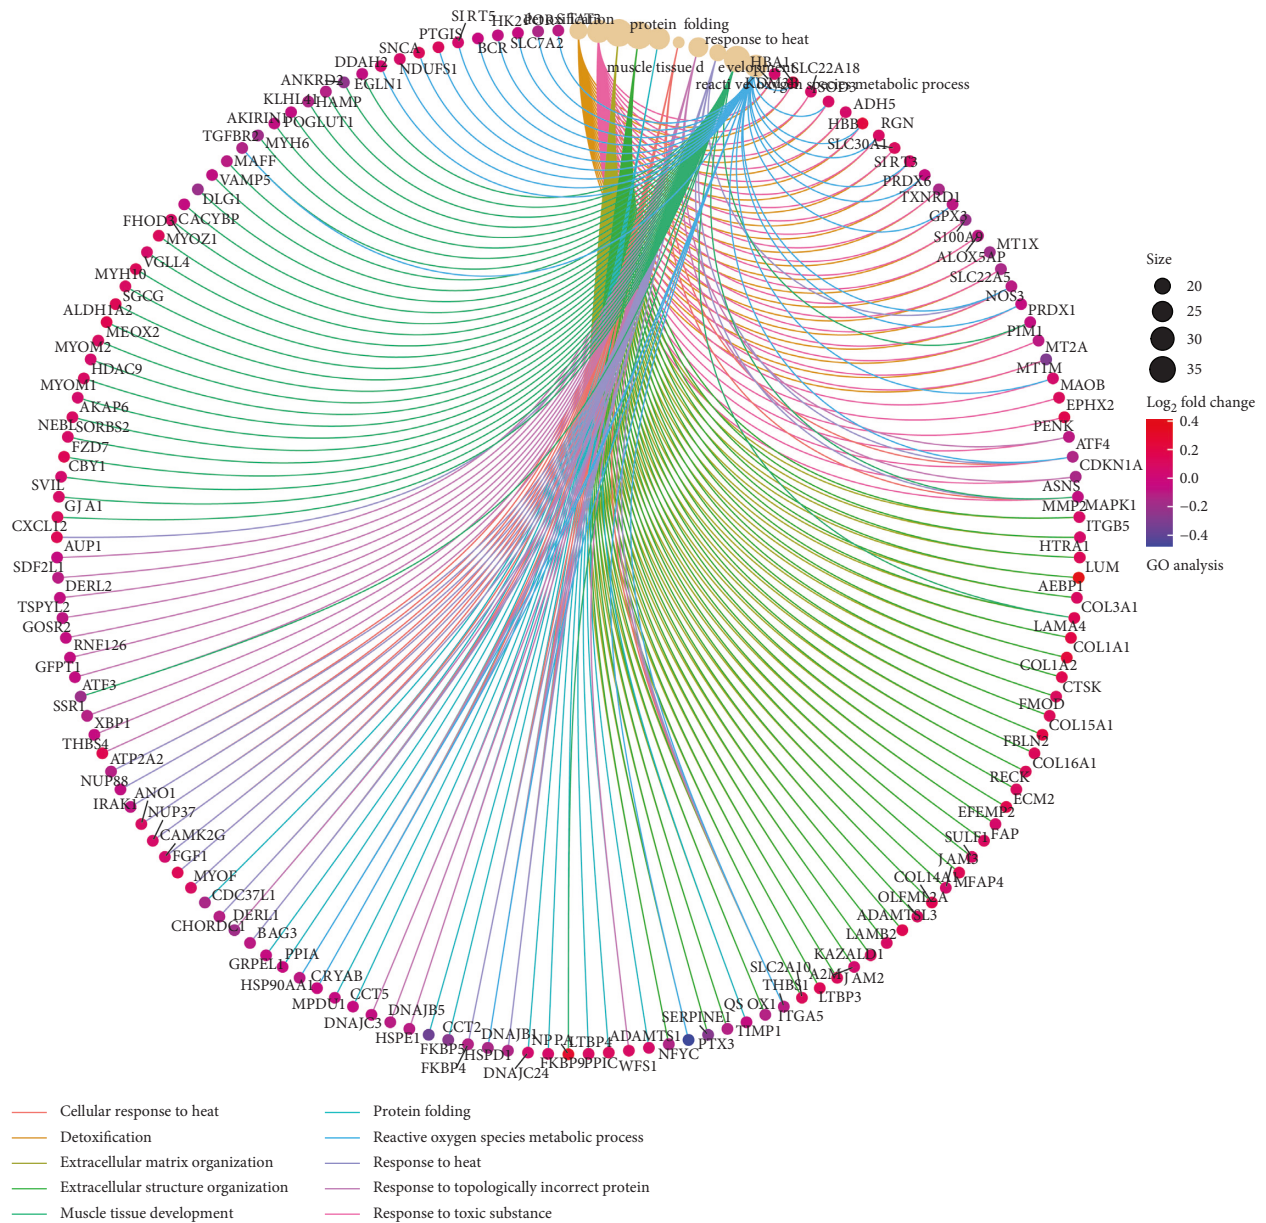 protein folding
response to heat
muscle tissue development
reactive oxygen species metabolic process
HBA1
SLC22A18
SOD3
ADH5
HBB
RGN
SLC30A1
SIRT3
PRDX6
TXNRD1
GPX3
S100A9
MT1X
ALOX5AP
SLC22A5
NOS3
PRDX1
PIM1
MT2A
MT1M
MAOB
EPHX2
PENK
ATF4
CDKN1A
ASNS
MMP2
MAPK1
ITGB5
HTRA1
LUM
AEBP1
COL3A1
LAMA4
COL1A1
COL1A2
CTSK
FMOD
COL15A1
FBLN2
COL16A1
RECK
ECM2
EFEMP2
FAP
SULF1
JAM3
MFAP4
COL14A1
OLFML2A
ADAMTSL3
LAMB2
KAZALD1
JAM2
A2M
SLC2A10
LTBP3
THBS1
ITGA5
QSOX1
TIMP1
SERPINE1
PTX3
NFYC
ADAMTS1
WFS1
LTBP4
PPIC
FKBP9
NPPA
DNAJC24
DNAJB1
HSPD1
CCT2
FKBP4
FKBP5
DNAJB5
HSPE1
CCT5
DNAJC3
CRYAB
MPDU1
PPIA
HSP90AA1
BAG3
GRPEL1
DERL1
CHORDC1
CDC37L1
MYOF
FGF1
CAMK2G
NUP37
ANO1
IRAK1
NUP88
ATP2A2
THBS4
XBP1
SSR1
ATF3
GFPT1
RNF126
GOSR2
TSPYL2
DERL2
SDF2L1
AUP1
CXCL12
GJA1
SVIL
CBY1
FZD7
SORBS2
NEBL
AKAP6
MYOM1
HDAC9
MYOM2
MEOX2
ALDH1A2
SGCG
MYH10
VGLL4
MYOZ1
FHOD3
CACYBP
DLG1
VAMP5
MAFF
TGFBR2
MYH6
AKIRIN1
POGLUT1
KLHL41
HAMP
ANKRD2
EGLN1
DDAH2
NDUFS1
SNCA
PTGIS
SIRT5
BCR
HK2
SLC7A2
Size
20
25
30
35
Log2 fold change
0.4
0.2
0.0
−0.2
−0.4
GO analysis
Cellular response to heat
Detoxification
Extracellular matrix organization
Extracellular structure organization
Muscle tissue development
Protein folding
Reactive oxygen species metabolic process
Response to heat
Response to topologically incorrect protein
Response to toxic substance